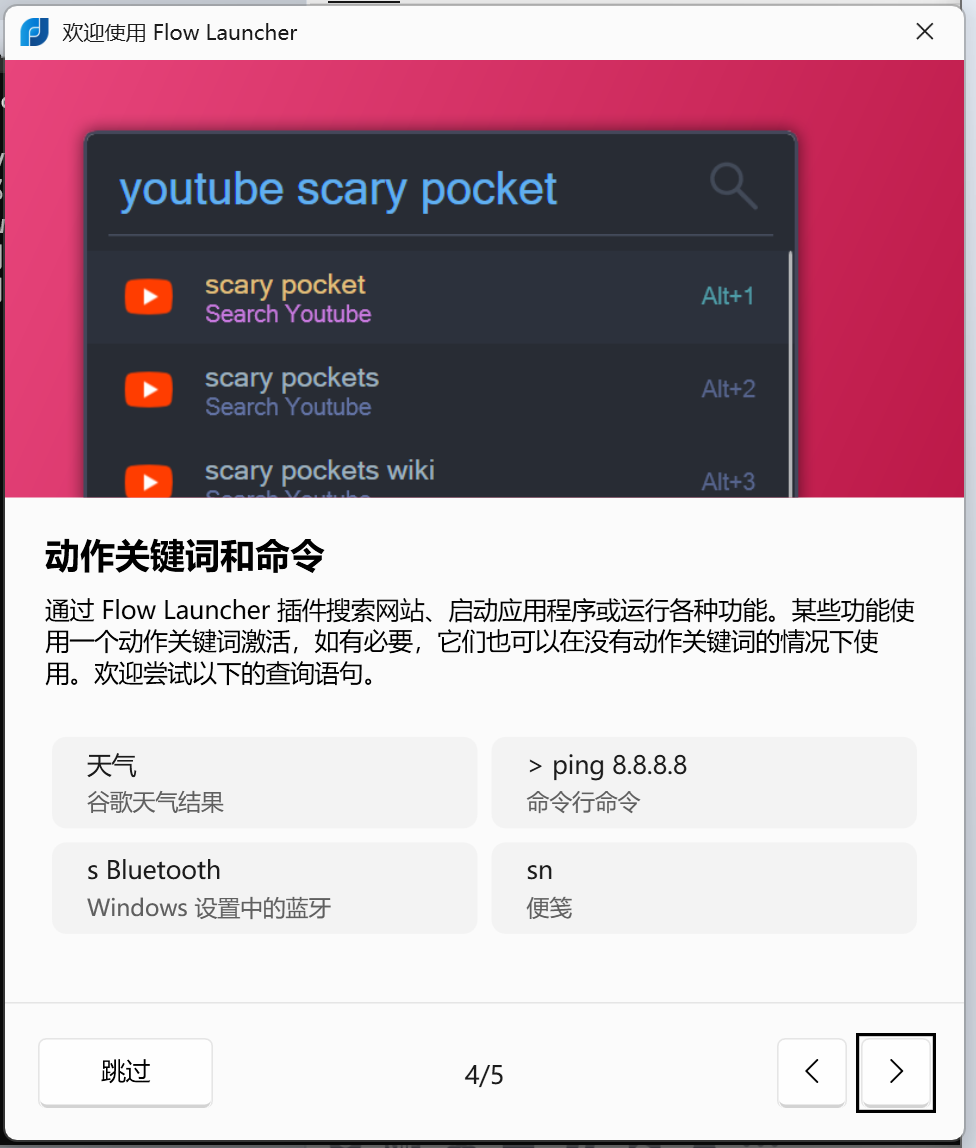 欢迎使用 Flow Launcher
youtube scary pocket
scary pocket
Search Youtube
Alt+1
scary pockets
Search Youtube
Alt+2
scary pockets wiki
Search Youtube
Alt+3
动作关键词和命令
通过 Flow Launcher 插件搜索网站、启动应用程序或运行各种功能。某些功能使
用一个动作关键词激活，如有必要，它们也可以在没有动作关键词的情况下使
用。欢迎尝试以下的查询语句。
天气
谷歌天气结果
> ping 8.8.8.8
命令行命令
s Bluetooth
Windows 设置中的蓝牙
sn
便笺
跳过
4/5